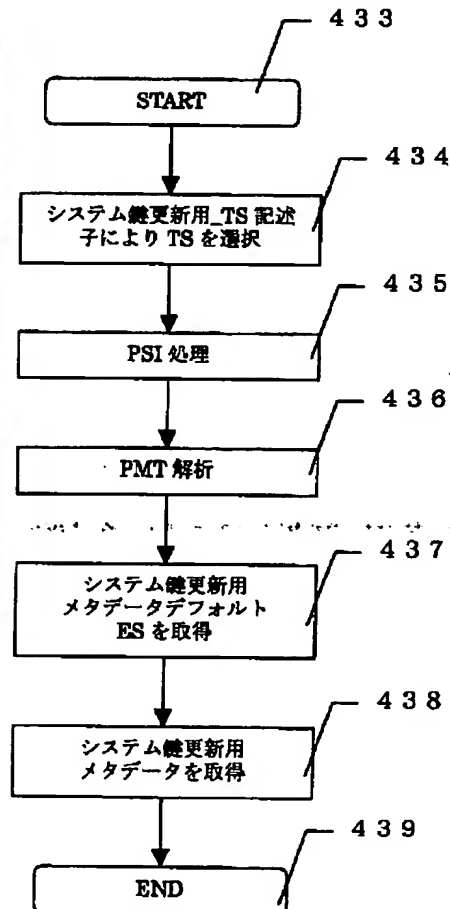 433
START
434
システム鍵更新用_TS 記述
子により TS を選択
435
PSI 処理
436
PMT 解析
437
システム鍵更新用
メタデータデフォルト
ES を取得
438
システム鍵更新用
メタデータを取得
439
END